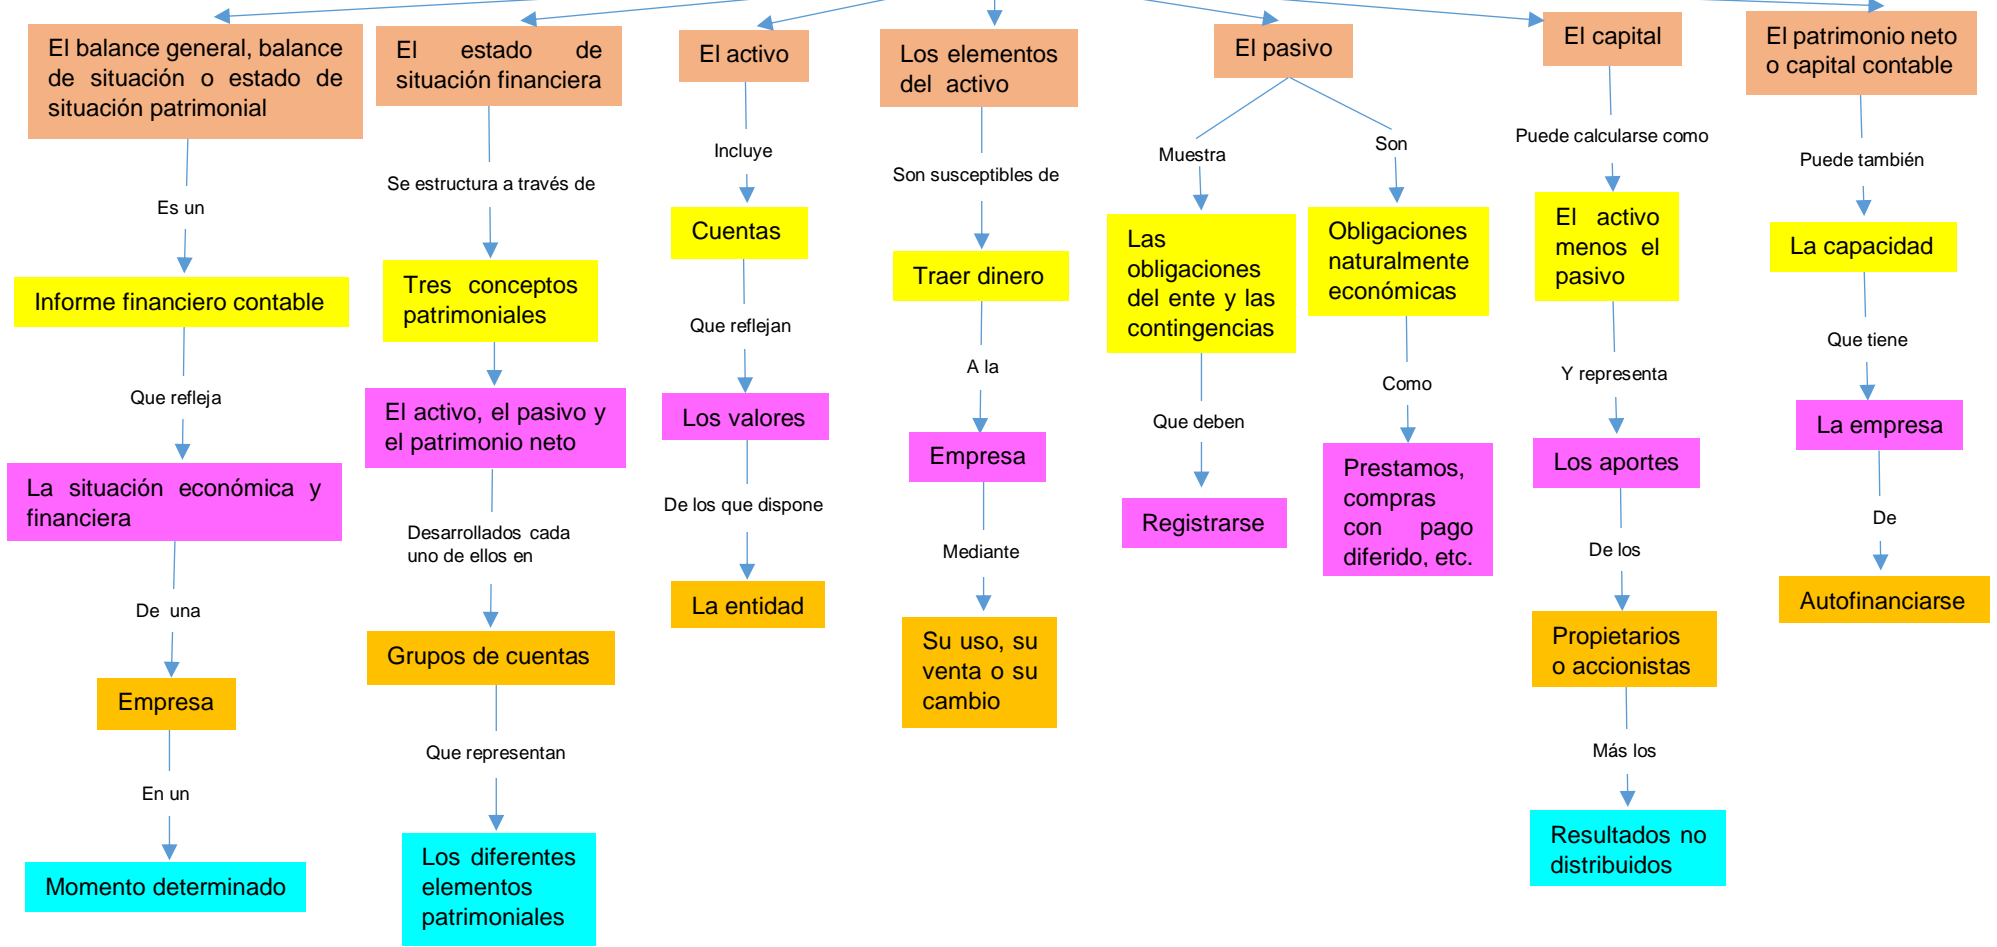 El balance general, balance
de situación o estado de
situación patrimonial
Es un
Informe financiero contable
Que refleja
La situación económica y
financiera
De una
Empresa
En un
Momento determinado
El estado de
situación financiera
Se estructura a través de
Tres conceptos
patrimoniales
El activo, el pasivo y
el patrimonio neto
Desarrollados cada
uno de ellos en
Grupos de cuentas
Que representan
Los diferentes
elementos
patrimoniales
El activo
Incluye
Cuentas
Que reflejan
Los valores
De los que dispone
La entidad
Los elementos
del activo
Son susceptibles de
Traer dinero
A la
Empresa
Mediante
Su uso, su
venta o su
cambio
El pasivo
Muestra
Las
obligaciones
del ente y las
contingencias
Que deben
Registrarse
Son
Obligaciones
naturalmente
económicas
Como
Prestamos,
compras
con pago
diferido, etc.
El capital
Puede calcularse como
El activo
menos el
pasivo
Y representa
Los aportes
De los
Propietarios
o accionistas
Más los
Resultados no
distribuidos
El patrimonio neto
o capital contable
Puede también
La capacidad
Que tiene
La empresa
De
Autofinanciarse